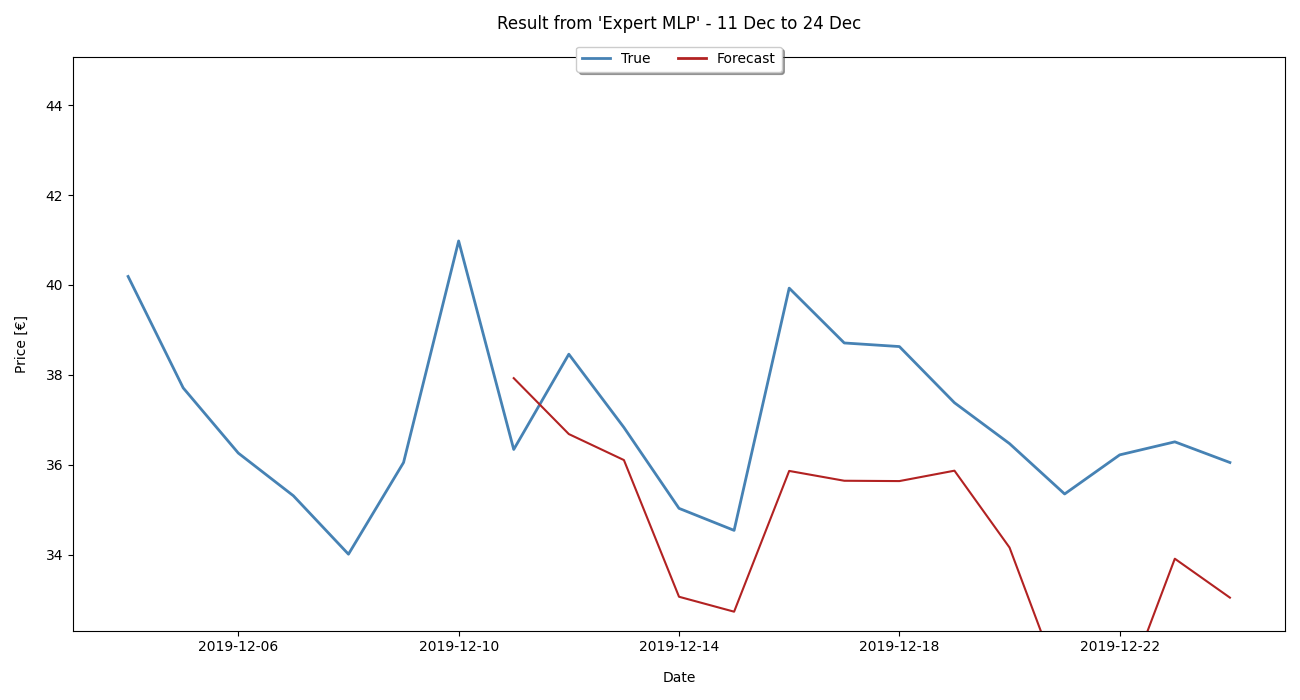 Result from 'Expert MLP' - 11 Dec to 24 Dec
True Forecast
44
42
40
38
36
34
Price [€]
2019-12-06 2019-12-10 2019-12-14 2019-12-18 2019-12-22
Date